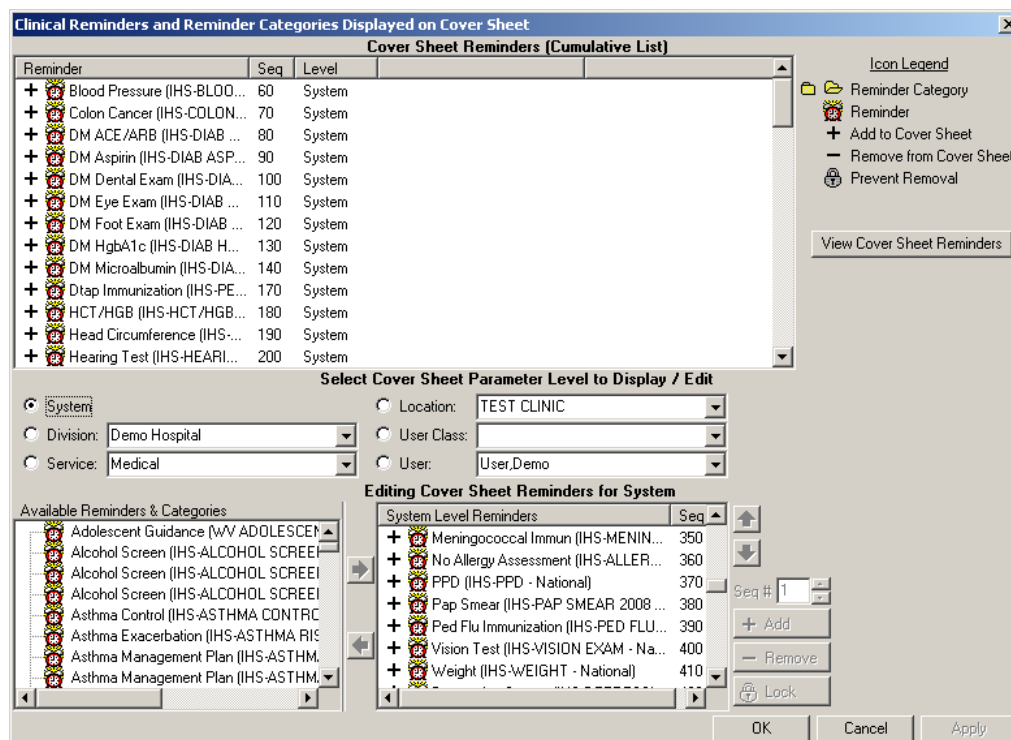 Clinical Reminders and Reminder Categories Displayed on Cover Sheet
Cover Sheet Reminders (Cumulative List)
Reminder Seq Level
Blood Pressure (IHS-BLOO... 60 System
Colon Cancer (IHS-COLON... 70 System
DM ACE/ARB (IHS-DIAB ... 80 System
DM Aspirin (IHS-DIAB ASP... 90 System
DM Dental Exam (IHS-DIA... 100 System
DM Eye Exam (IHS-DIAB ... 110 System
DM Foot Exam (IHS-DIAB ... 120 System
DM HgbA1c (IHS-DIAB H... 130 System
DM Microalbumin (IHS-DIA... 140 System
Dtap Immunization (IHS-PE... 170 System
HCT/HGB (IHS-HCT/HGB... 180 System
Head Circumference (IHS-... 190 System
Hearing Test (IHS-HEARI... 200 System
Icon Legend
Reminder Category
Reminder
Add to Cover Sheet
Remove from Cover Sheet
Prevent Removal
View Cover Sheet Reminders
Select Cover Sheet Parameter Level to Display / Edit
System
Location: TEST CLINIC
Division: Demo Hospital
User Class:
Service: Medical
User: User,Demo
Editing Cover Sheet Reminders for System
Available Reminders & Categories
Adolescent Guidance (WV ADOLESCEN
Alcohol Screen (IHS-ALCOHOL SCREE
Alcohol Screen (IHS-ALCOHOL SCREE
Alcohol Screen (IHS-ALCOHOL SCREE
Asthma Control (IHS-ASTHMA CONTRO
Asthma Exacerbation (IHS-ASTHMA RIS
Asthma Management Plan (IHS-ASTHM
Asthma Management Plan (IHS-ASTHM
System Level Reminders Seq
Meningococcal Immun (IHS-MENIN... 350
No Allergy Assessment (IHS-ALLER... 360
PPD (IHS-PPD - National) 370
Pap Smear (IHS-PAP SMEAR 2008 ... 380
Ped Flu Immunization (IHS-PED FLU... 390
Vision Test (IHS-VISION EXAM - Na... 400
Weight (IHS-WEIGHT - National) 410
Seq # 1
Add
Remove
Lock
OK Cancel Apply